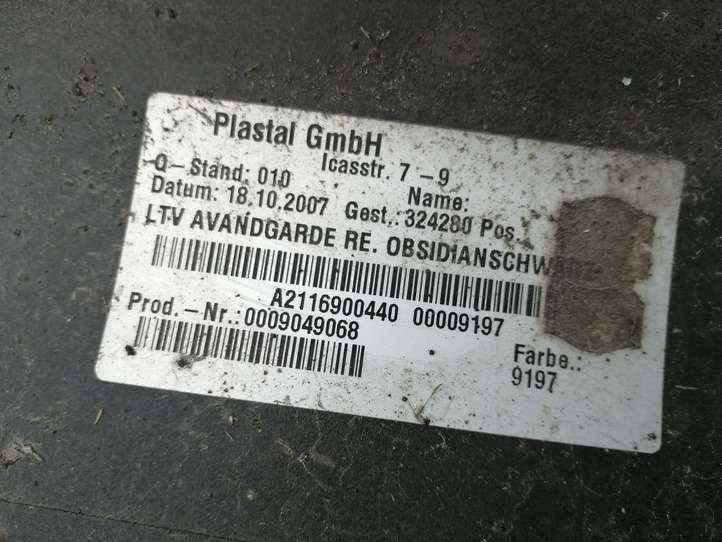 Plastal GmbH
Icasstr. 7-9
Q-Stand: 010 Name:
Datum: 18.10.2007 Gest.: 324280 Pos.
LTV AVANDGARDE RE. OBSIDIANSCHW
A2116900440 00009197
Prod.-Nr.:0009049068
Farbe.:
9197